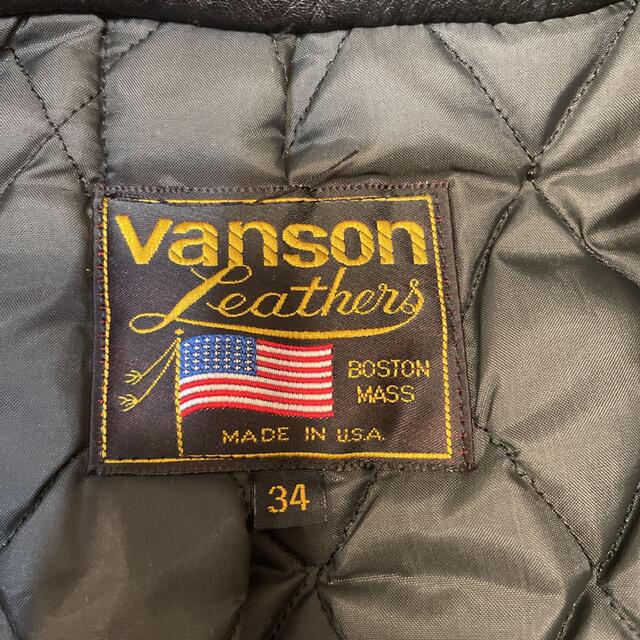 vanson
Leathers
BOSTON
MASS
MADE IN U.S.A.
34